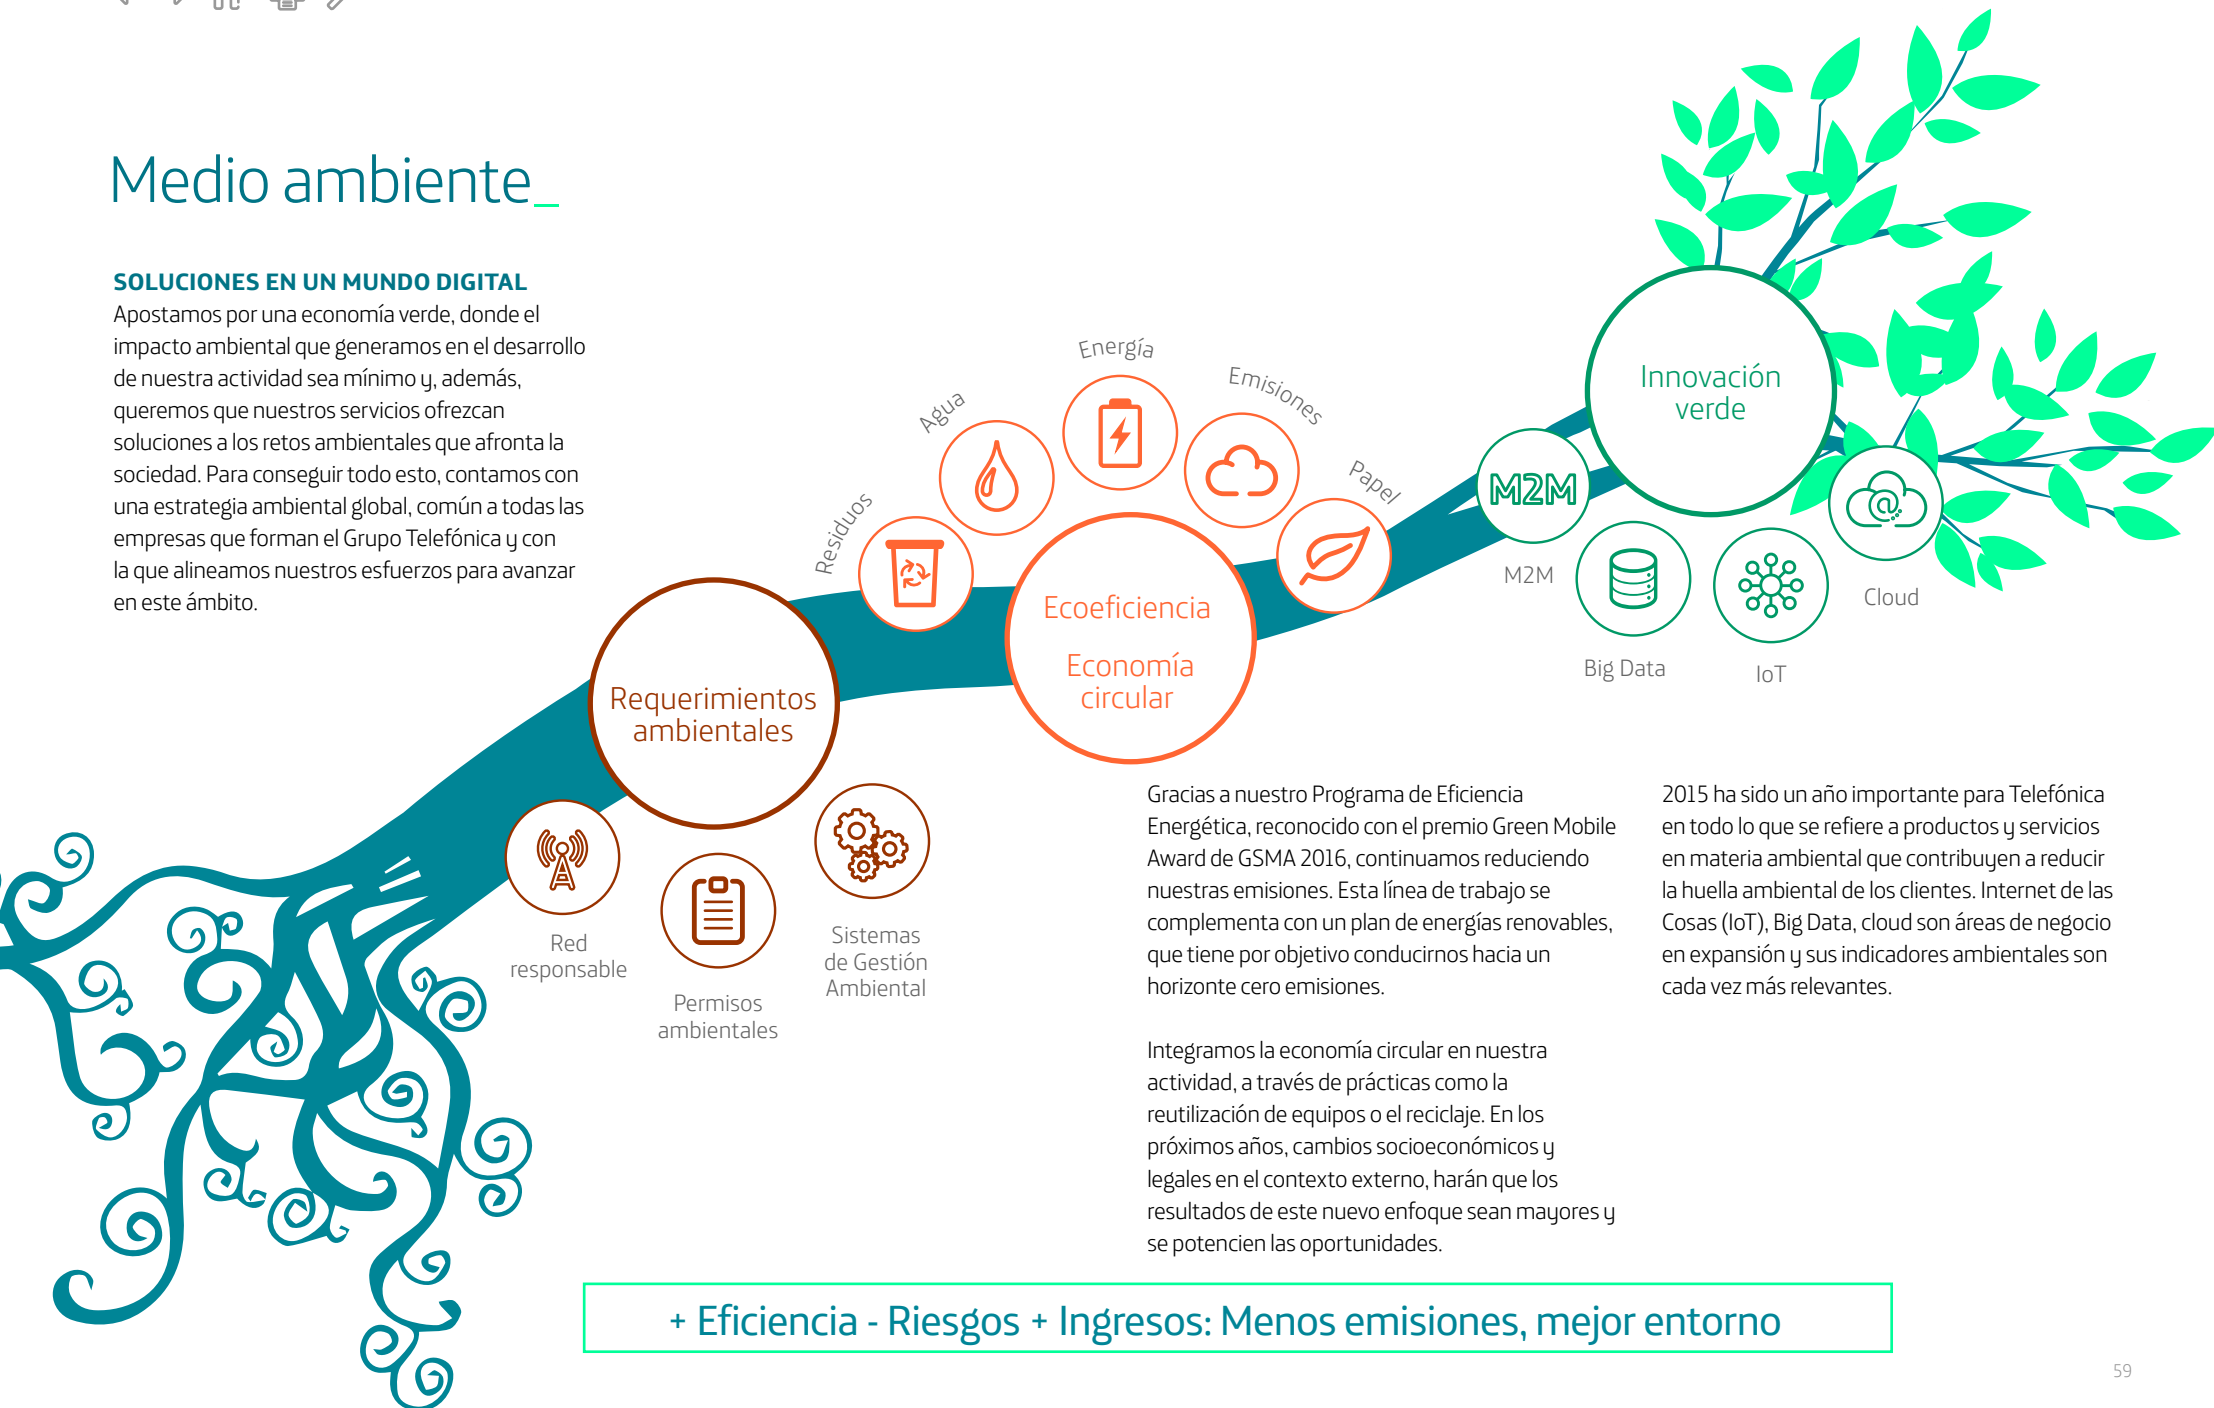 Medio ambiente_
SOLUCIONES EN UN MUNDO DIGITAL
Apostamos por una economía verde, donde el
impacto ambiental que generamos en el desarrollo
de nuestra actividad sea mínimo y, además,
queremos que nuestros servicios ofrezcan
soluciones a los retos ambientales que afronta la
sociedad. Para conseguir todo esto, contamos con
una estrategia ambiental global, común a todas las
empresas que forman el Grupo Telefónica y con
la que alineamos nuestros esfuerzos para avanzar
en este ámbito.
Requerimientos
ambientales
Red
responsable
Permisos
ambientales
Sistemas
de Gestión
Ambiental
Residuos
Agua
Energía
Emisiones
Papel
Ecoeficiencia
Economía
circular
Innovación
verde
M2M
M2M
Big Data
IoT
@
Cloud
Gracias a nuestro Programa de Eficiencia
Energética, reconocido con el premio Green Mobile
Award de GSMA 2016, continuamos reduciendo
nuestras emisiones. Esta línea de trabajo se
complementa con un plan de energías renovables,
que tiene por objetivo conducirnos hacia un
horizonte cero emisiones.
Integramos la economía circular en nuestra
actividad, a través de prácticas como la
reutilización de equipos o el reciclaje. En los
próximos años, cambios socioeconómicos y
legales en el contexto externo, harán que los
resultados de este nuevo enfoque sean mayores y
se potencien las oportunidades.
2015 ha sido un año importante para Telefónica
en todo lo que se refiere a productos y servicios
en materia ambiental que contribuyen a reducir
la huella ambiental de los clientes. Internet de las
Cosas (IoT), Big Data, cloud son áreas de negocio
en expansión y sus indicadores ambientales son
cada vez más relevantes.
+ Eficiencia - Riesgos + Ingresos: Menos emisiones, mejor entorno
59